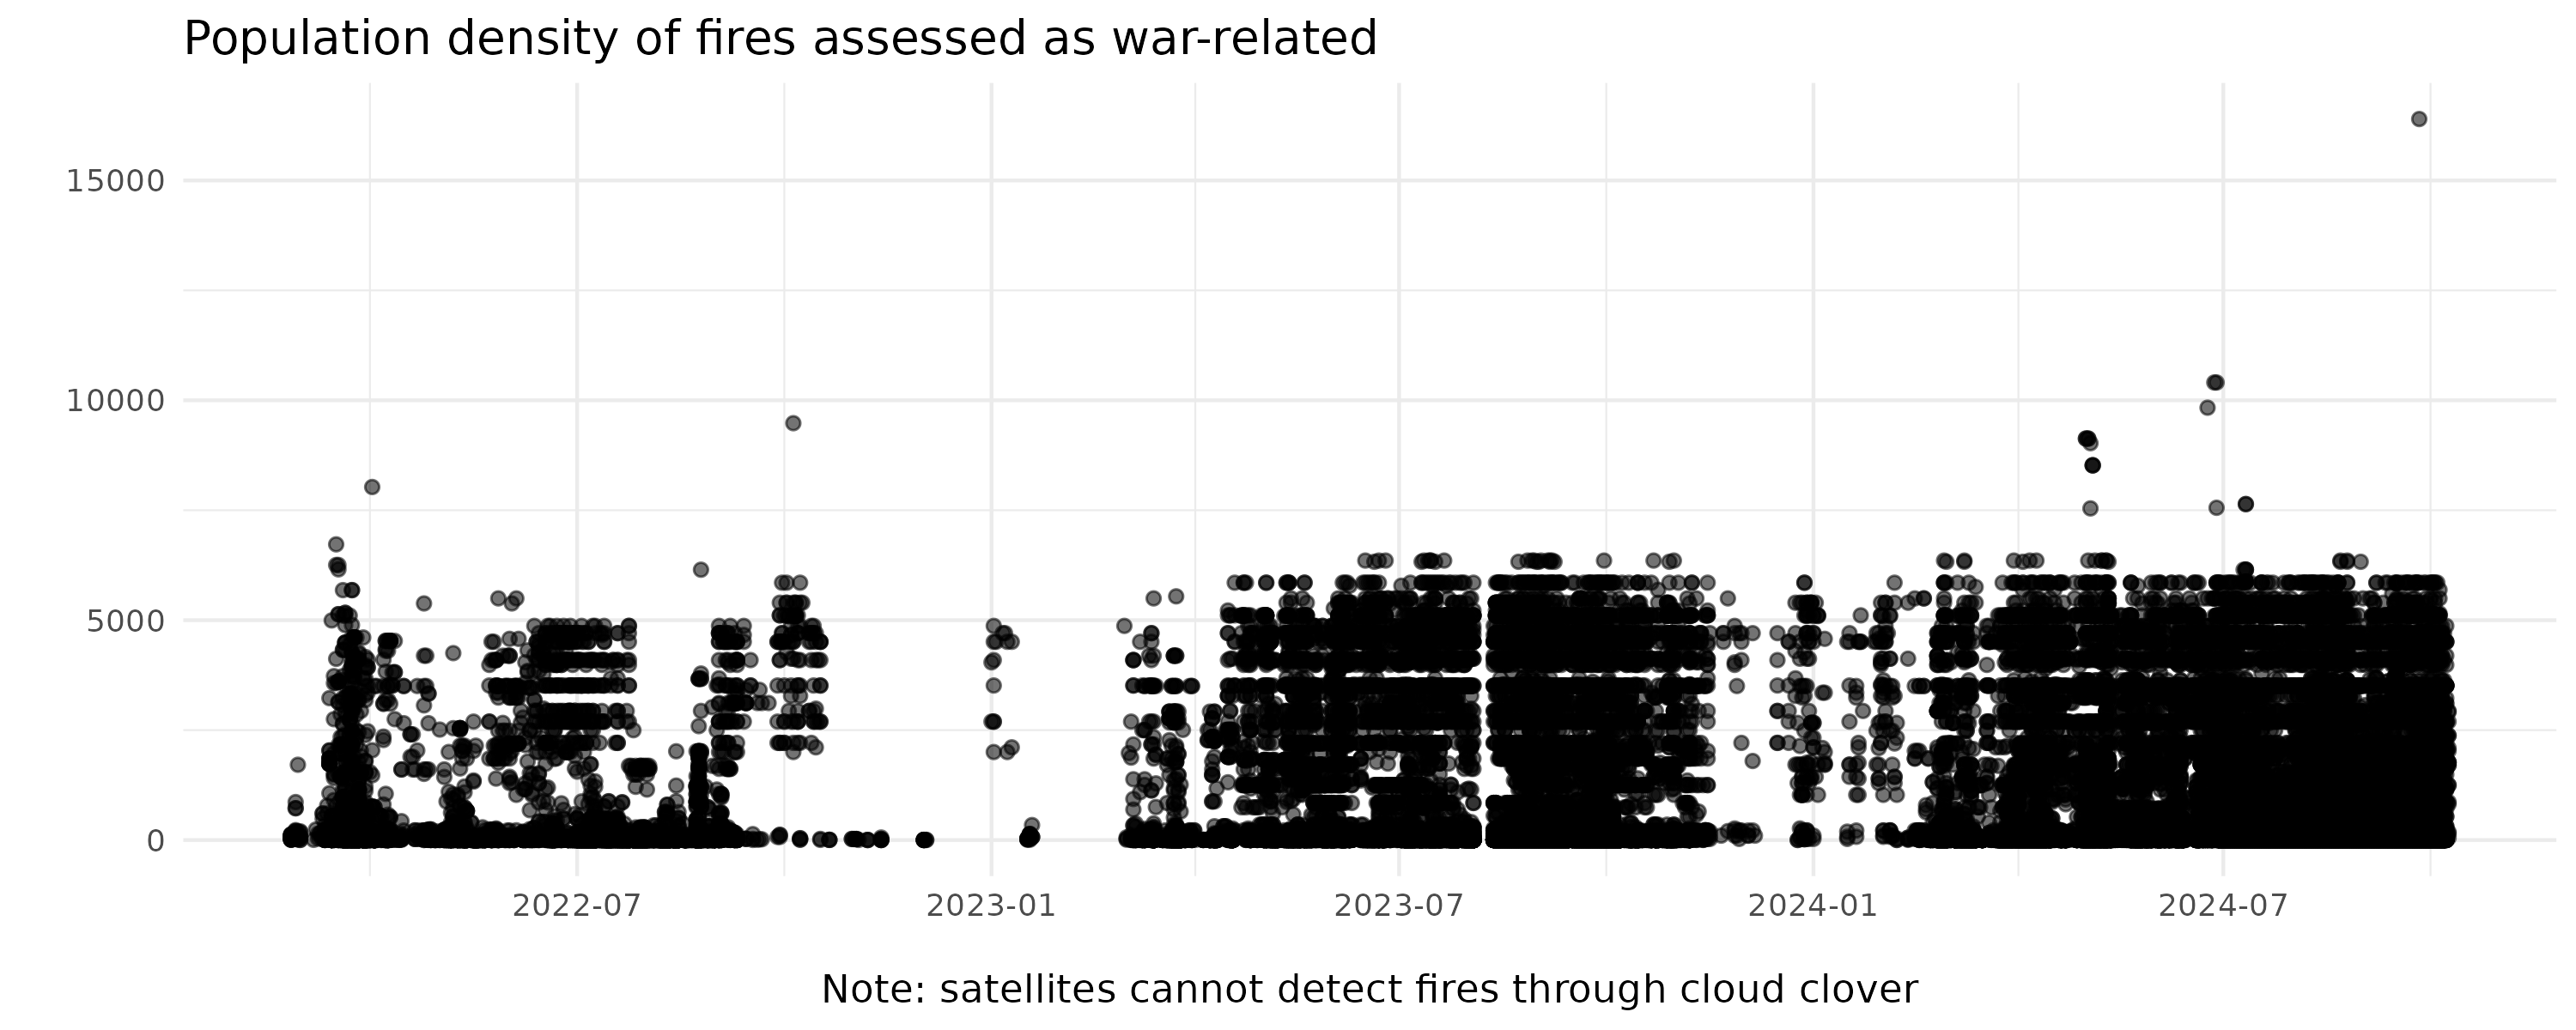 Population density of fires assessed as war-related
15000
10000
5000
0
2022-07 2023-01 2023-07 2024-01 2024-07
Note: satellites cannot detect fires through cloud clover